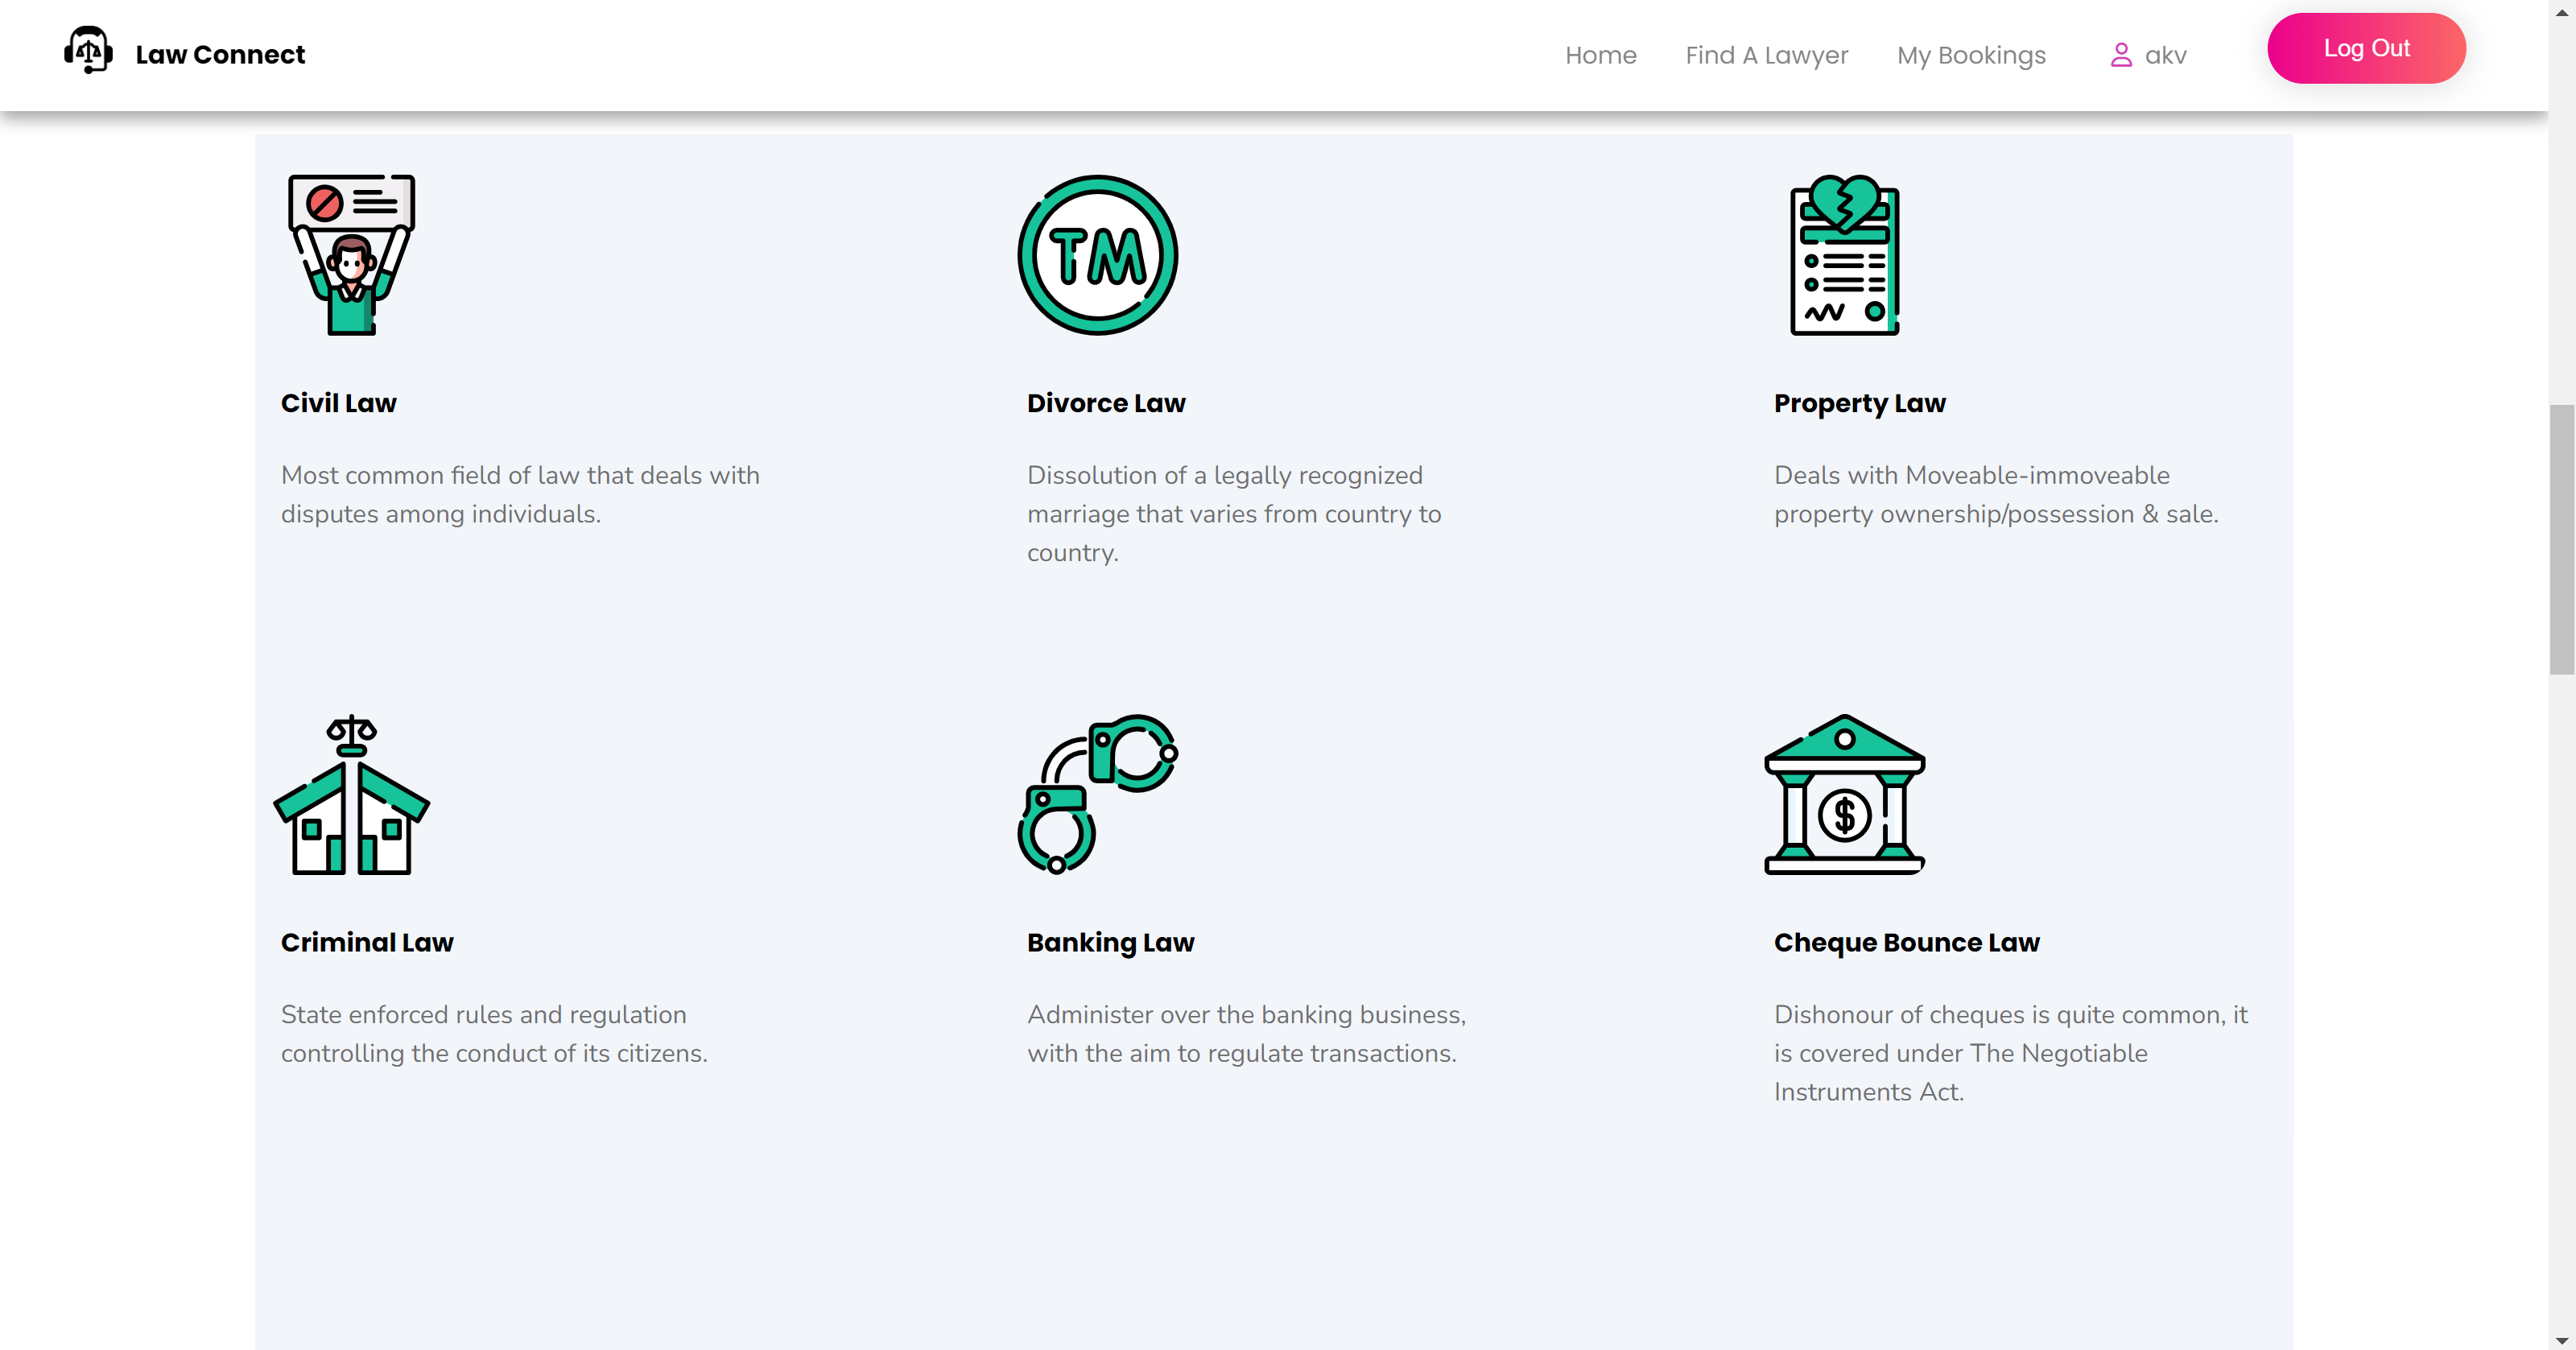 Law Connect
Home
Find A Lawyer
My Bookings
akv
Log Out
TM
Civil Law
Most common field of law that deals with
disputes among individuals.
Divorce Law
Dissolution of a legally recognized
marriage that varies from country to
country.
Property Law
Deals with Moveable-immoveable
property ownership/possession & sale.
$
Criminal Law
State enforced rules and regulation
controlling the conduct of its citizens.
Banking Law
Administer over the banking business,
with the aim to regulate transactions.
Cheque Bounce Law
Dishonour of cheques is quite common, it
is covered under The Negotiable
Instruments Act.